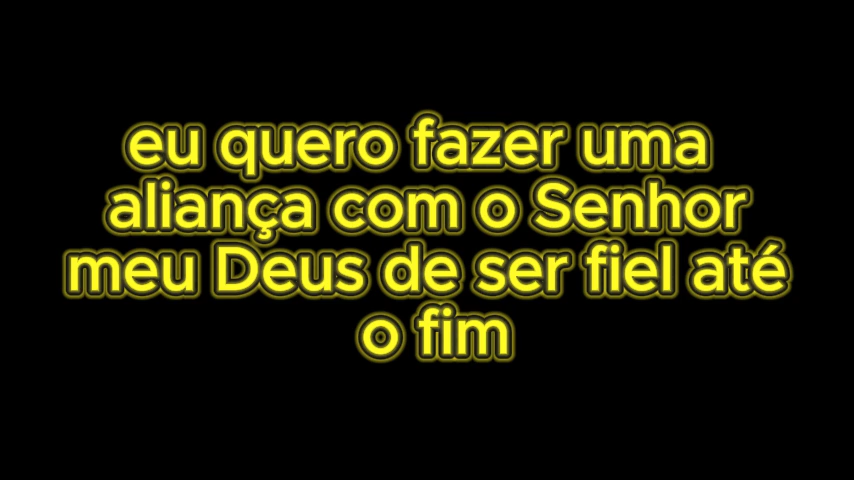 eu quero fazer uma
aliança com o Senhor
meu Deus de ser fiel até
o fim